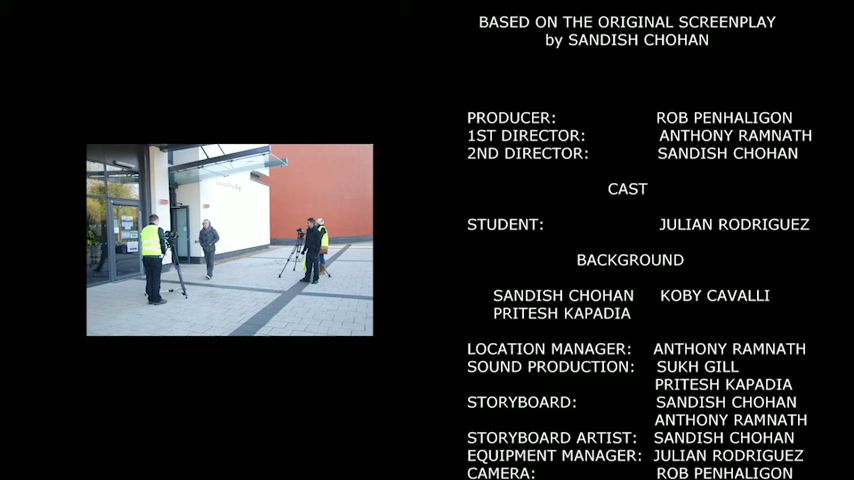 BASED ON THE ORIGINAL SCREENPLAY
by SANDISH CHOHAN
PRODUCER: ROB PENHALIGON
1ST DIRECTOR: ANTHONY RAMNATH
2ND DIRECTOR: SANDISH CHOHAN
CAST
STUDENT: JULIAN RODRIGUEZ
BACKGROUND
SANDISH CHOHAN KOBY CAVALLI
PRITESH KAPADIA
LOCATION MANAGER: ANTHONY RAMNATH
SOUND PRODUCTION: SUKH GILL
PRITESH KAPADIA
STORYBOARD: SANDISH CHOHAN
ANTHONY RAMNATH
STORYBOARD ARTIST: SANDISH CHOHAN
EQUIPMENT MANAGER: JULIAN RODRIGUEZ
CAMERA: ROB PENHALIGON